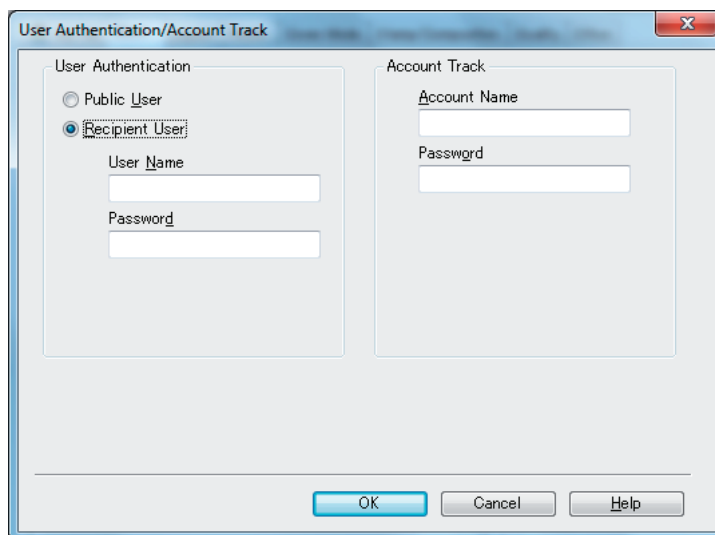 User Authentication/Account Track
User Authentication
Public User
Recipient User
User Name
Password
Account Track
Account Name
Password
OK
Cancel
Help